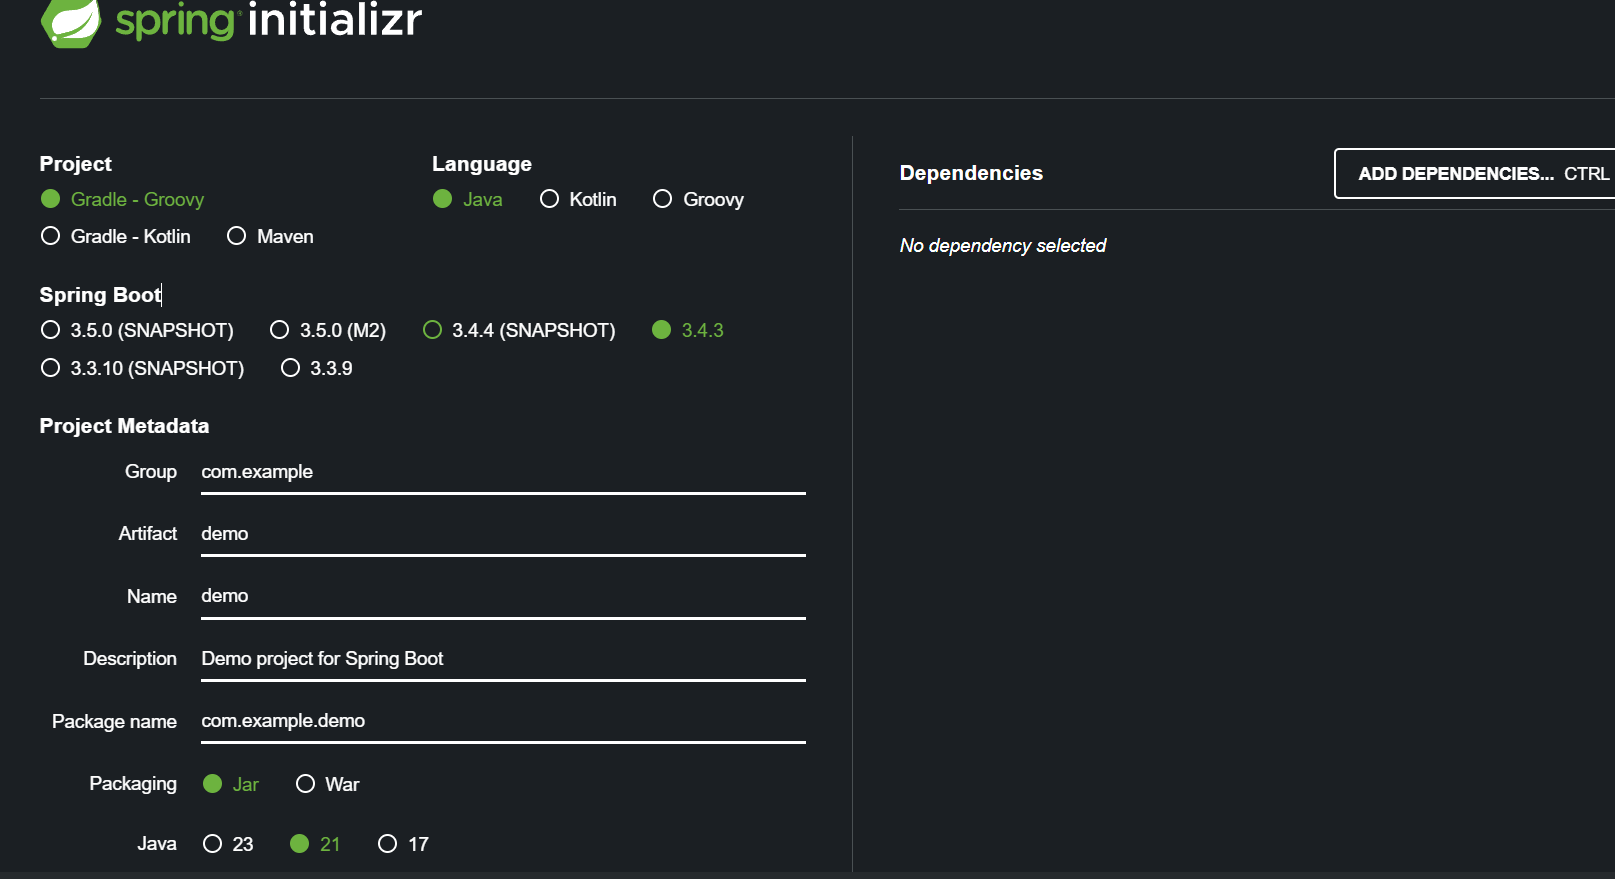 spring initializr
Project
Gradle - Groovy
Gradle - Kotlin Maven
Language
Java Kotlin Groovy
Spring Boot
3.5.0 (SNAPSHOT) 3.5.0 (M2) 3.4.4 (SNAPSHOT) 3.4.3
3.3.10 (SNAPSHOT) 3.3.9
Project Metadata
Group com.example
Artifact demo
Name demo
Description Demo project for Spring Boot
Package name com.example.demo
Packaging Jar War
Java 23 21 17
Dependencies
ADD DEPENDENCIES... CTRL
No dependency selected